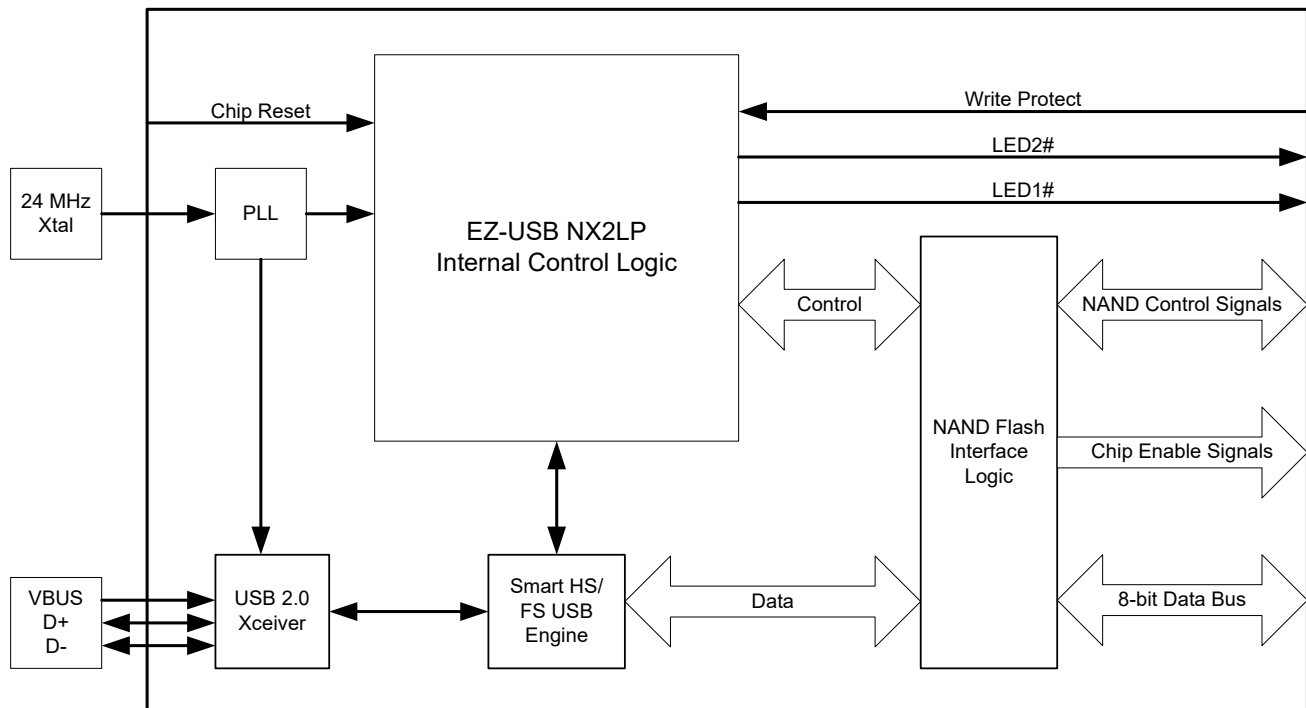 Chip Reset
Write Protect
LED2#
LED1#
24 MHz
Xtal
PLL
EZ-USB NX2LP
Internal Control Logic
Control
NAND Control Signals
NAND Flash
Interface
Logic
Chip Enable Signals
VBUS
D+
D-
USB 2.0
Xceiver
Smart HS/
FS USB
Engine
Data
8-bit Data Bus